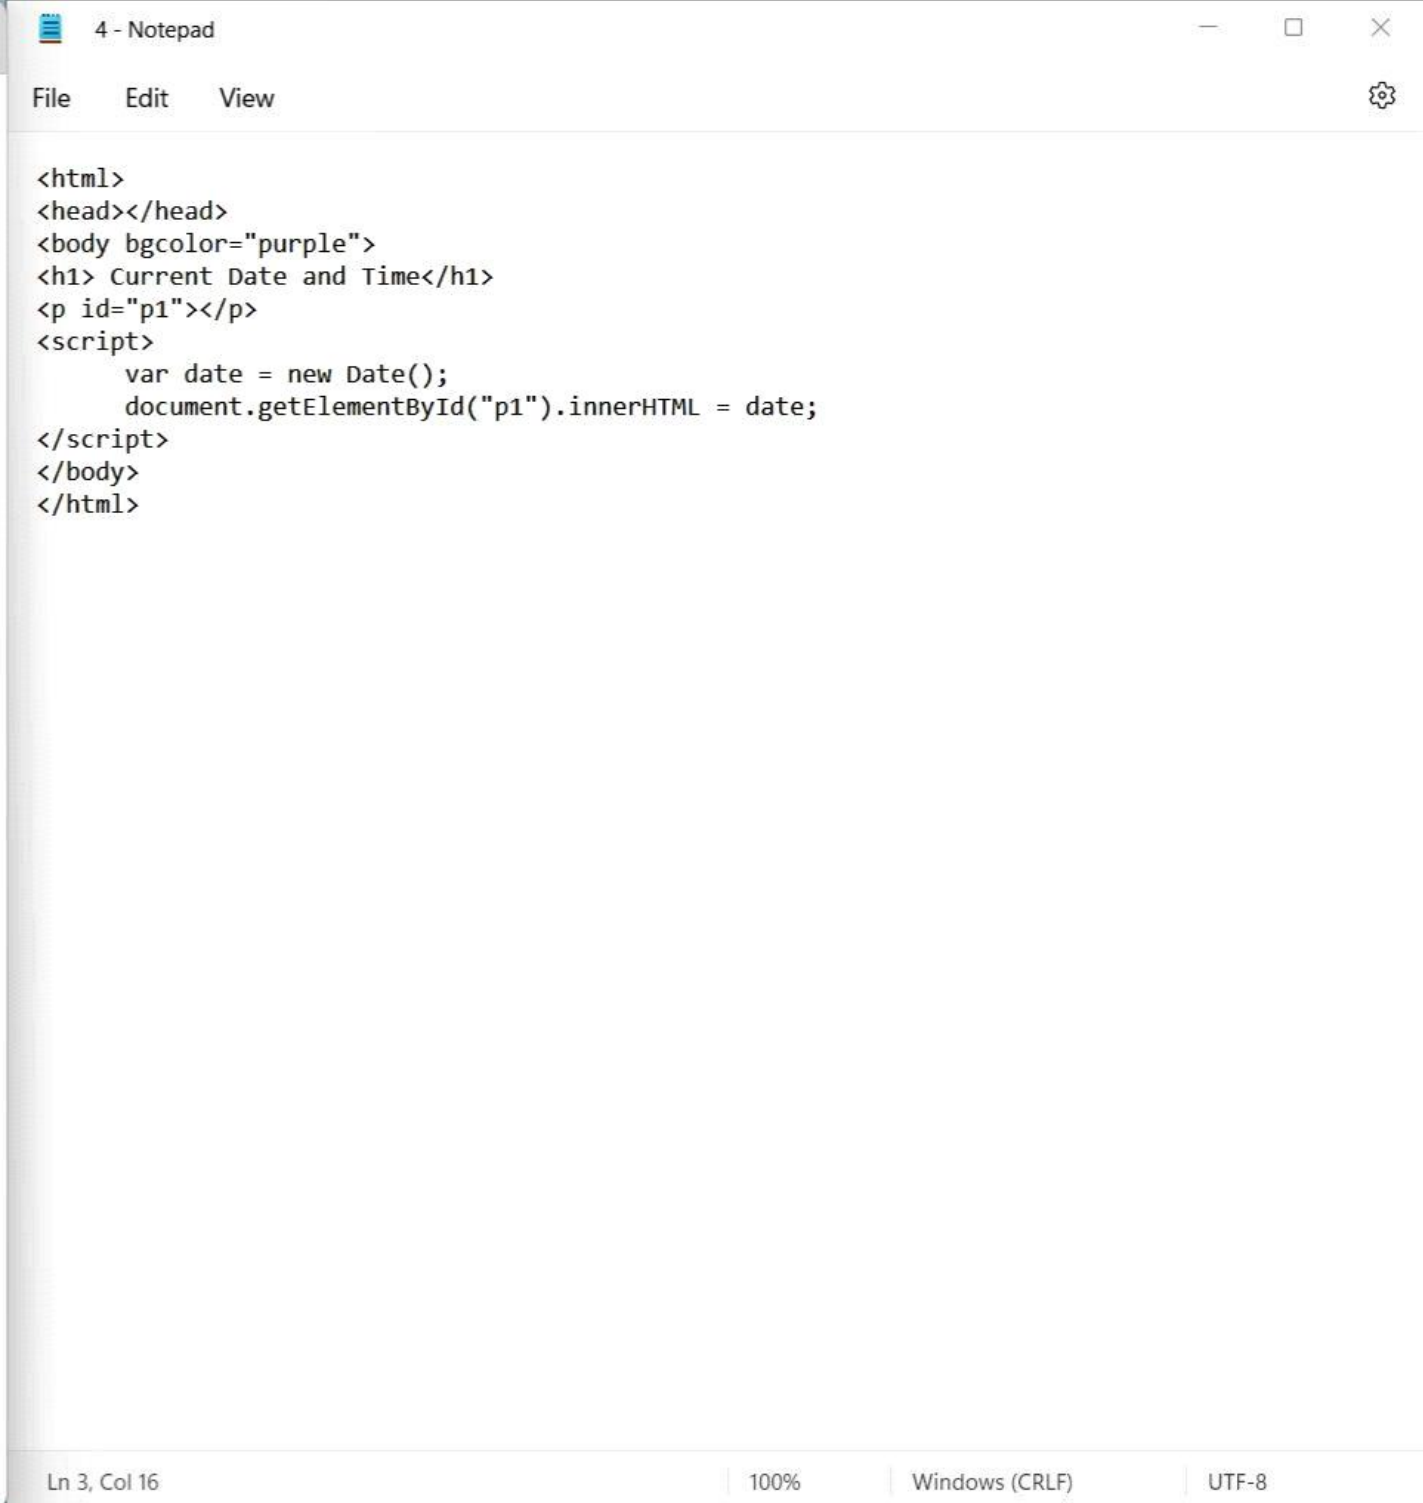 4 - Notepad
File Edit View
<html>
<head></head>
<body bgcolor="purple">
<h1> Current Date and Time</h1>
<p id="p1"></p>
<script>
      var date = new Date();
      document.getElementById("p1").innerHTML = date;
</script>
</body>
</html>
Ln 3, Col 16 100% Windows (CRLF) UTF-8